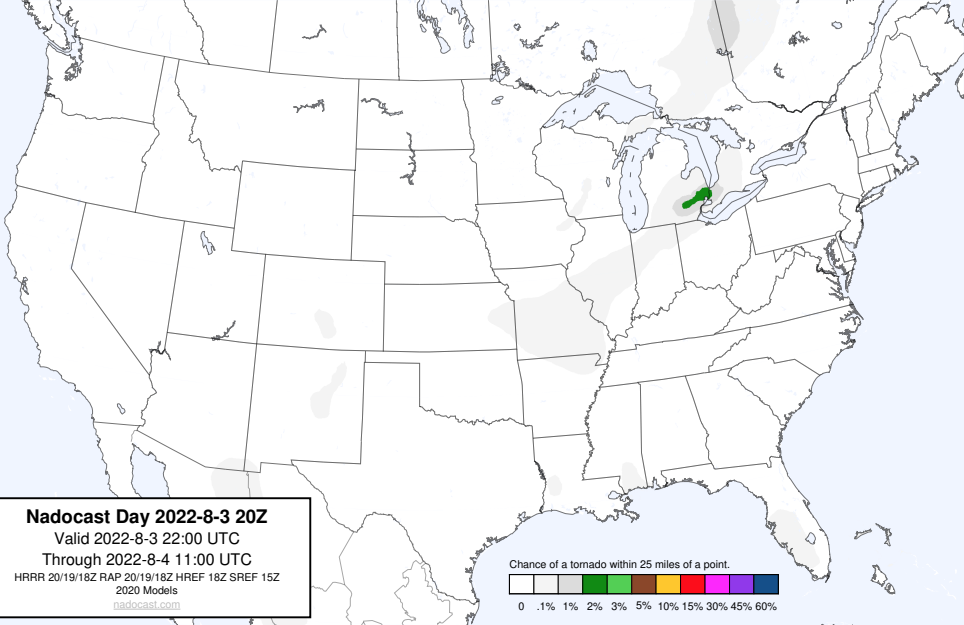 Nadocast Day 2022-8-3 20Z
Valid 2022-8-3 22:00 UTC
Through 2022-8-4 11:00 UTC
HRRR 20/19/18Z RAP 20/19/18Z HREF 18Z SREF 15Z
2020 Models
nadocast.com
Chance of a tornado within 25 miles of a point.
0 .1% 1% 2% 3% 5% 10% 15% 30% 45% 60%